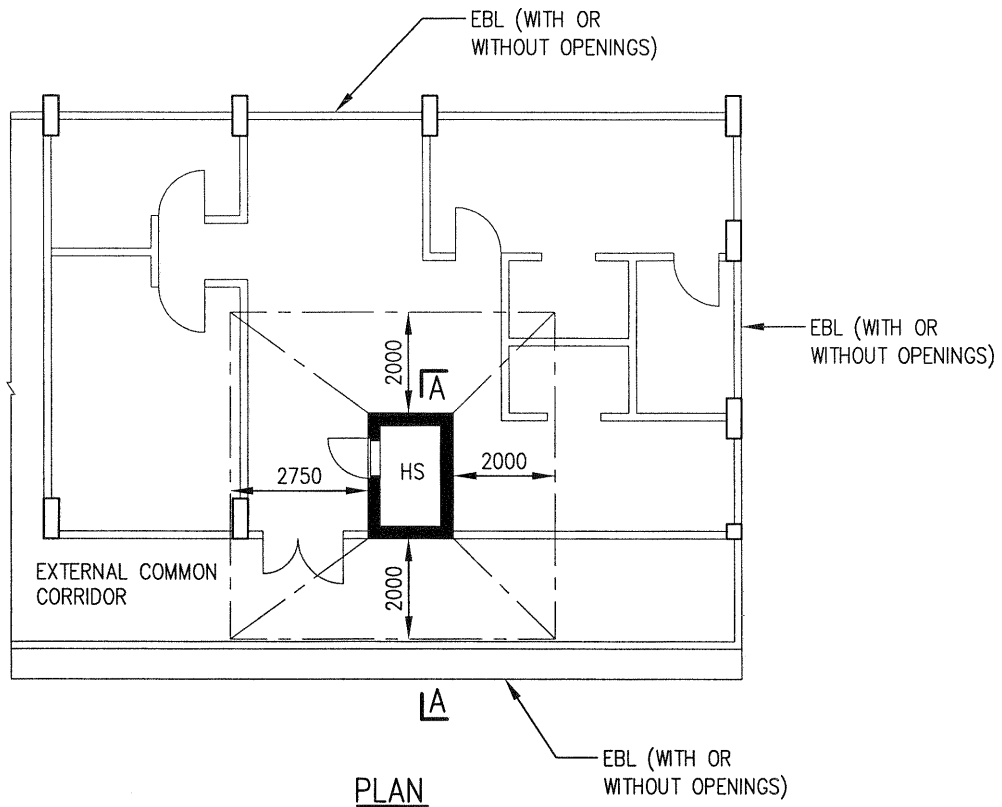 EBL (WITH OR
WITHOUT OPENINGS)
EBL (WITH OR
WITHOUT OPENINGS)
2000
A
HS
2750
2000
EXTERNAL COMMON
CORRIDOR
2000
A
EBL (WITH OR
WITHOUT OPENINGS)
PLAN